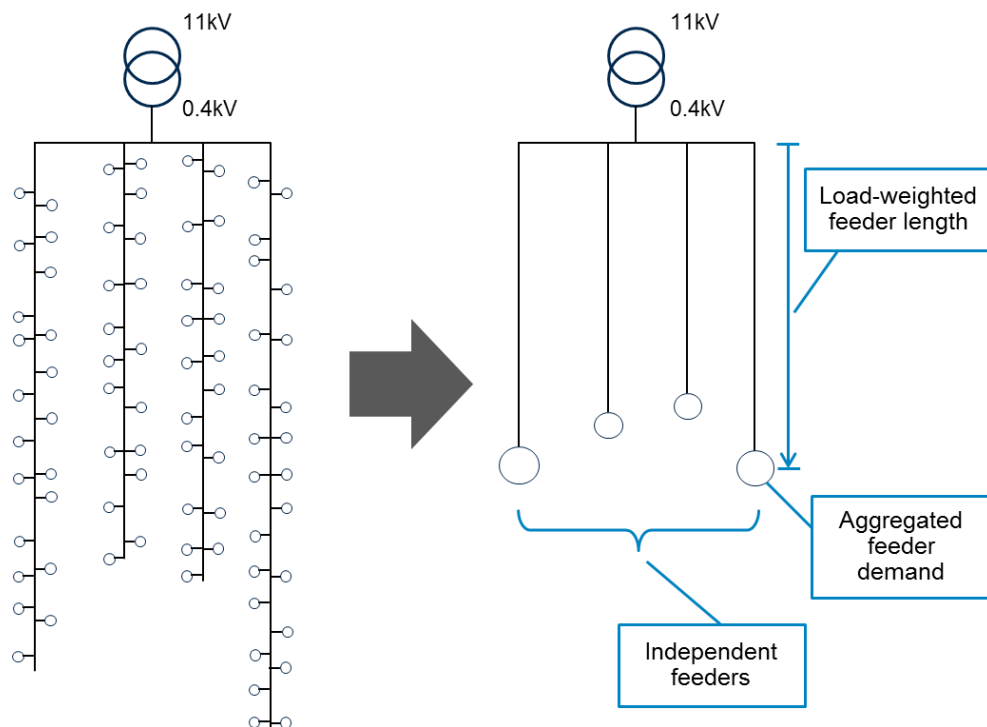 11kV
0.4kV
11kV
0.4kV
Load-weighted
feeder length
Aggregated
feeder
demand
Independent
feeders